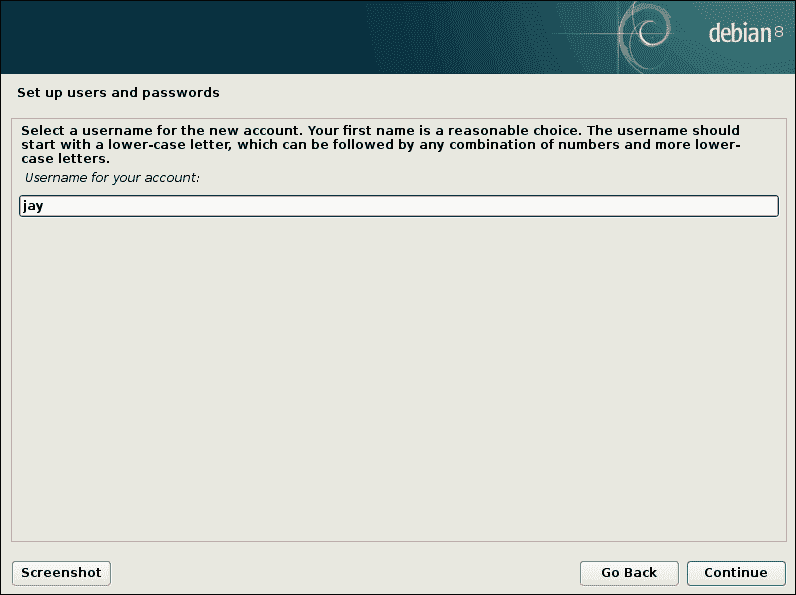 debian 8
Set up users and passwords
Select a username for the new account. Your first name is a reasonable choice. The username should
start with a lower-case letter, which can be followed by any combination of numbers and more lower-
case letters.
Username for your account:
jay
Screenshot
Go Back
Continue